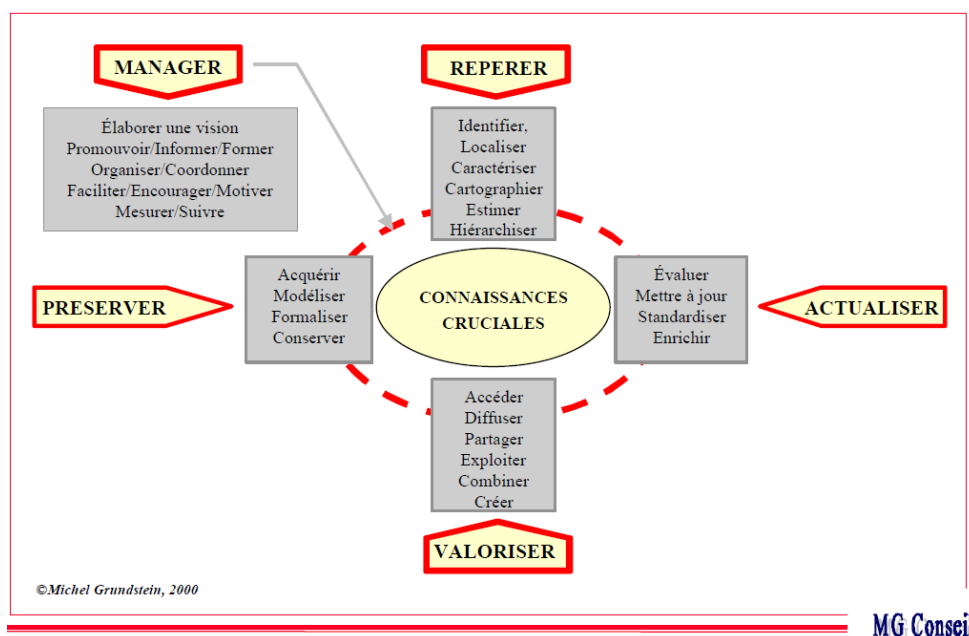 MANAGER
Élaborer une vision
Promouvoir/Informer/Former
Organiser/Coordonner
Faciliter/Encourager/Motiver
Mesurer/Suivre
REPERER
Identifier,
Localiser
Caractériser
Cartographier
Estimer
Hiérarchiser
PRESERVER
Acquérir
Modéliser
Formaliser
Conserver
CONNAISSANCES
CRUCIALES
Évaluer
Mettre à jour
Standardiser
Enrichir
ACTUALISER
Accéder
Diffuser
Partager
Exploiter
Combiner
Créer
VALORISER
©Michel Grundstein, 2000
MG Consei